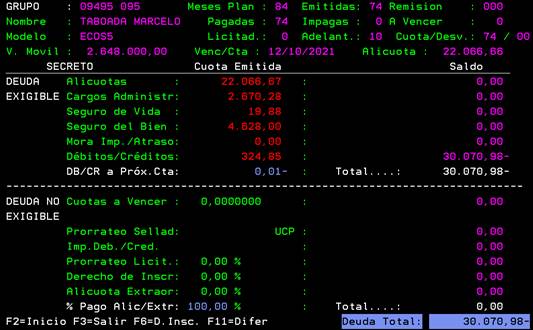 GRUPO : 09495 095 Meses Plan : 84 Emitidas: 74 Remision : 000
Nombre : TABOADA MARCELO Pagadas : 74 Impagas : 0 A Vencer : 0
Modelo : ECOS5 Licitad.: 0 Adelant.: 10 Cuota/Desv.: 74 / 00
V. Movil : 2.648.000,00 Venc/Cta : 12/10/2021 Alicuota : 22.066,66
SECRETO Cuota Emitida Saldo
DEUDA Alicuotas : 22.066,67 : 0,00
EXIGIBLE Cargos Administr: 2.670,28 : 0,00
Seguro de Vida : 19,88 : 0,00
Seguro del Bien : 4.628,00 : 0,00
Mora Imp./Atraso: 0,00 : 0,00
Débitos/Créditos: 324,85 : 30.070,98-
DB/CR a Próx.Cta: 0,01- : Total....: 30.070,98-
DEUDA NO Cuotas a Vencer : 0,0000000 : 0,00
EXIGIBLE
Prorrateo Sellad: UCP : 0,00
Imp.Deb./Cred. : 0,00
Prorrateo Licit.: 0,00 % : 0,00
Derecho de Inscr: 0,00 % : 0,00
Alicuota Extraor: 0,00 % : 0,00
% Pago Alic/Extr: 100,00 % : Total....: 0,00
F2=Inicio F3=Salir F6=D.Insc. F11=Difer Deuda Total: 30.070,98-